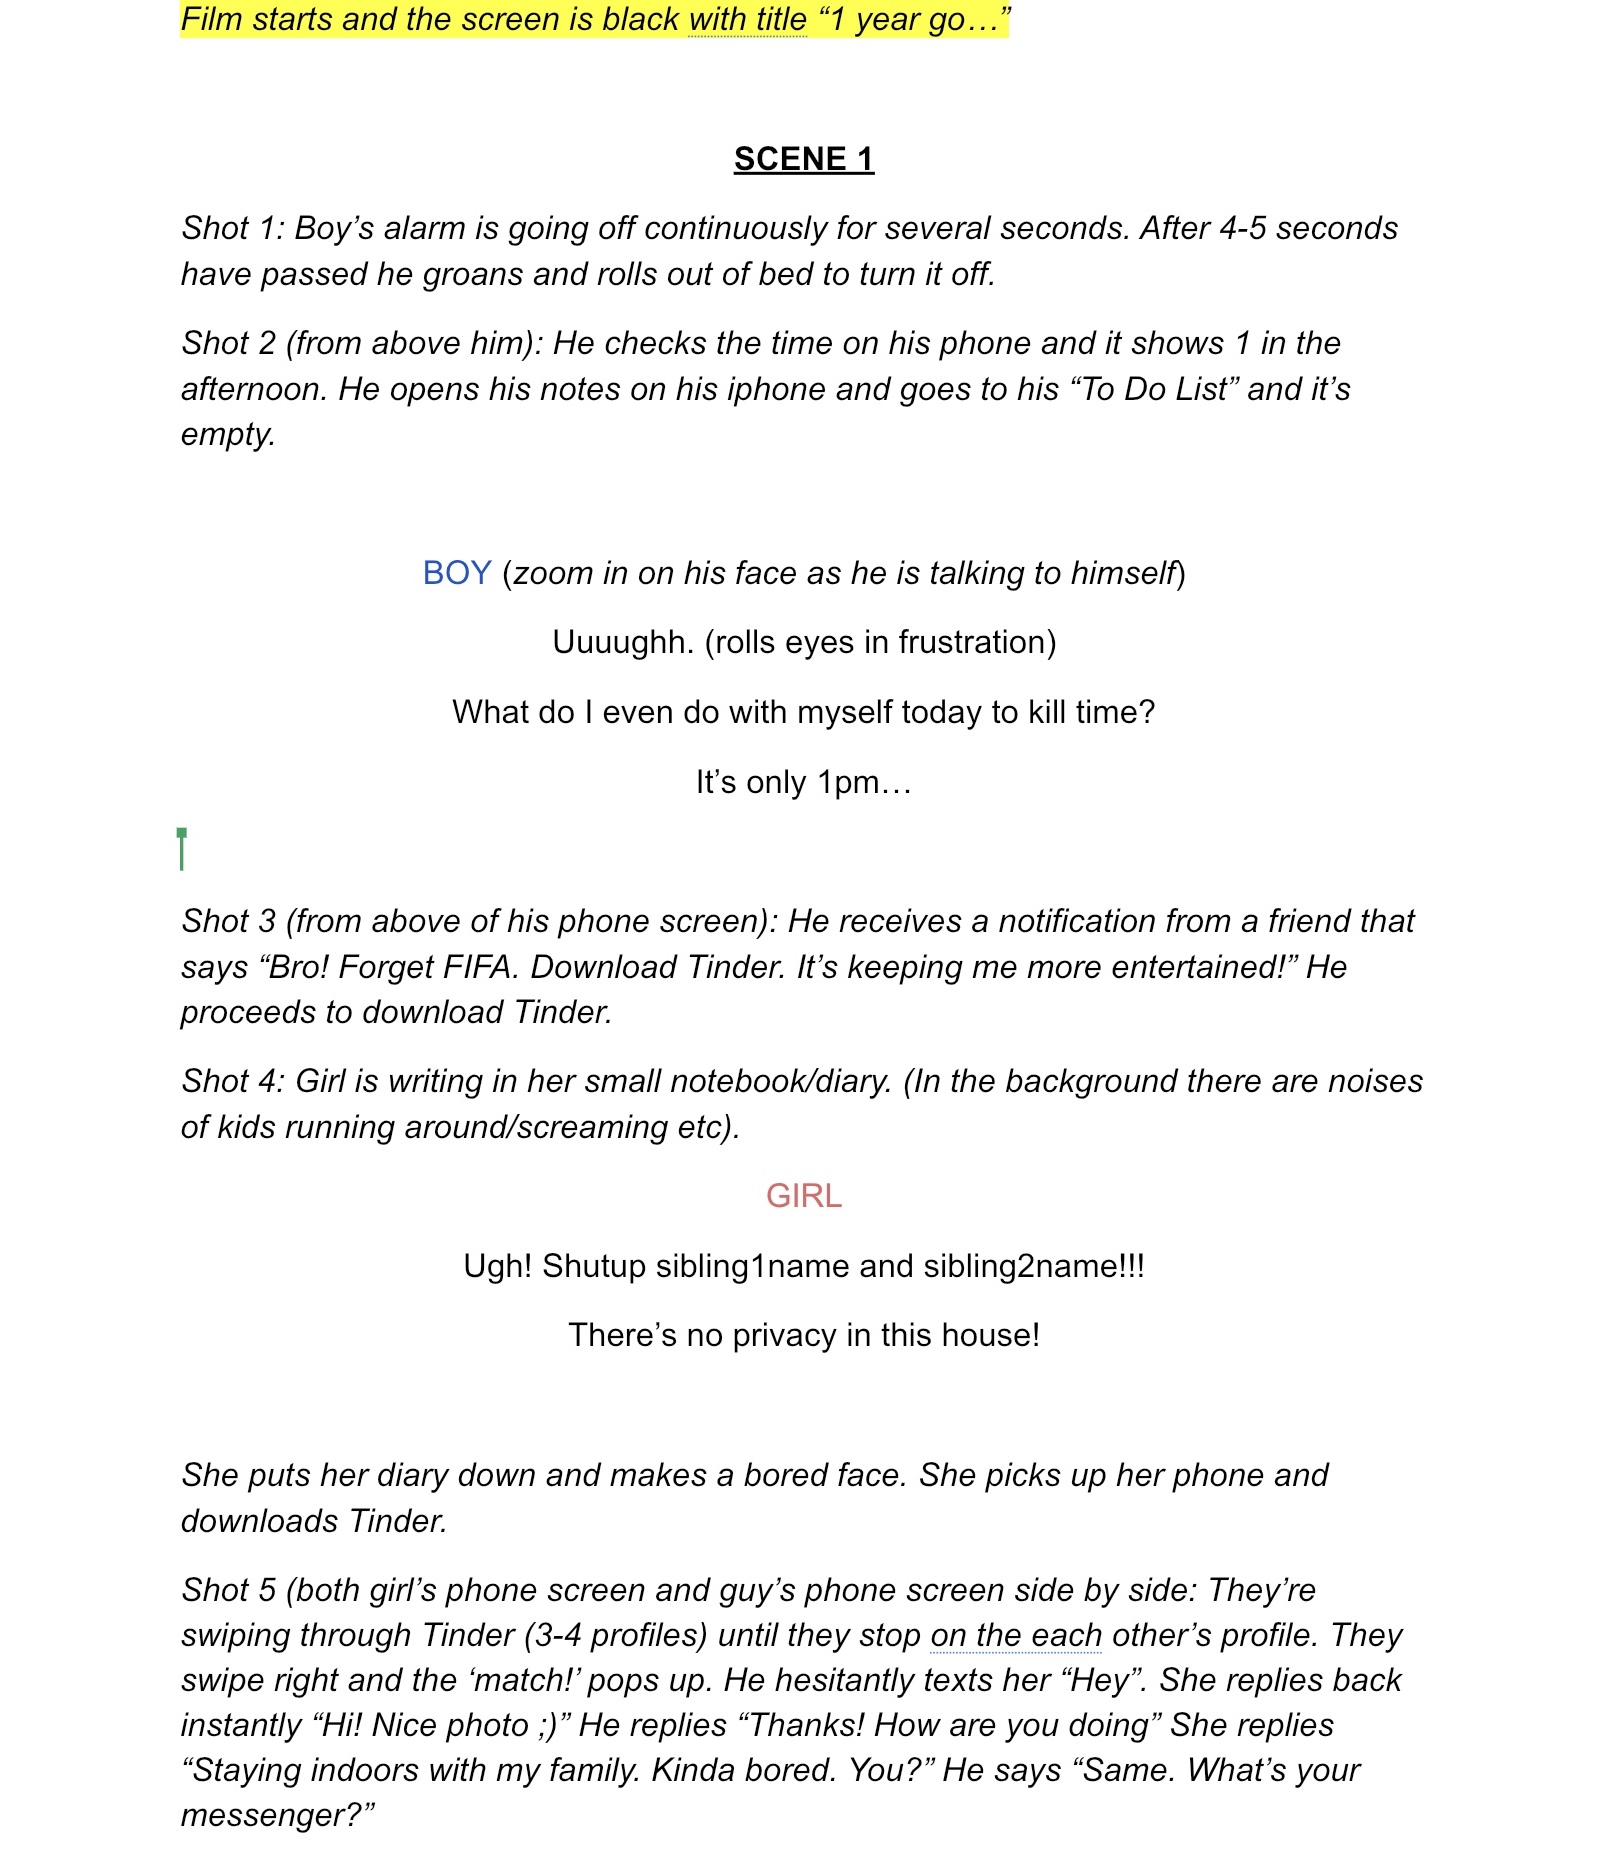 Film starts and the screen is black with title “1 year go…”
SCENE 1
Shot 1: Boy’s alarm is going off continuously for several seconds. After 4-5 seconds
have passed he groans and rolls out of bed to turn it off.
Shot 2 (from above him): He checks the time on his phone and it shows 1 in the
afternoon. He opens his notes on his iphone and goes to his “To Do List” and it’s
empty.
BOY (zoom in on his face as he is talking to himself)
Uuuughh. (rolls eyes in frustration)
What do I even do with myself today to kill time?
It’s only 1pm…
Shot 3 (from above of his phone screen): He receives a notification from a friend that
says “Bro! Forget FIFA. Download Tinder. It’s keeping me more entertained!” He
proceeds to download Tinder.
Shot 4: Girl is writing in her small notebook/diary. (In the background there are noises
of kids running around/screaming etc).
GIRL
Ugh! Shutup sibling1name and sibling2name!!!
There’s no privacy in this house!
She puts her diary down and makes a bored face. She picks up her phone and
downloads Tinder.
Shot 5 (both girl’s phone screen and guy’s phone screen side by side: They’re
swiping through Tinder (3-4 profiles) until they stop on the each other’s profile. They
swipe right and the ‘match!’ pops up. He hesitantly texts her “Hey”. She replies back
instantly “Hi! Nice photo ;)” He replies “Thanks! How are you doing” She replies
“Staying indoors with my family. Kinda bored. You?” He says “Same. What’s your
messenger?”